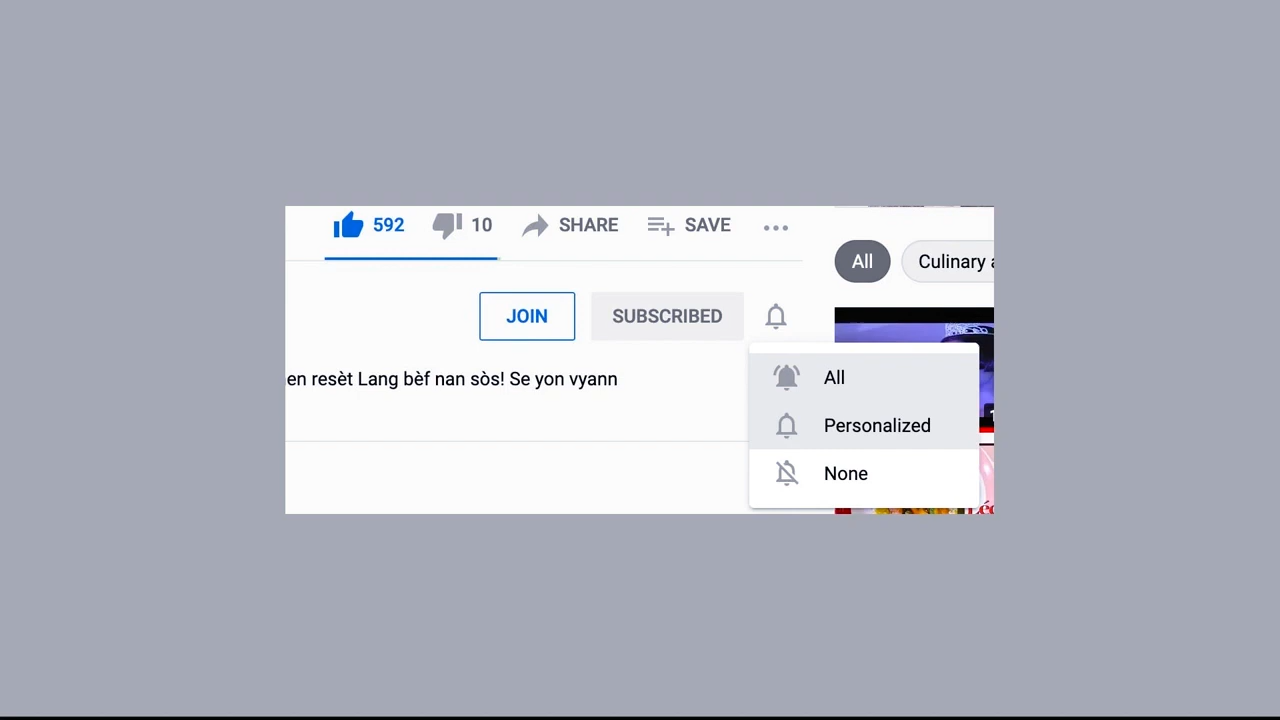 592 10 SHARE SAVE
All Culinary
JOIN SUBSCRIBED
en resèt Lang bèf nan sòs! Se yon vyann
All
Personalized
None